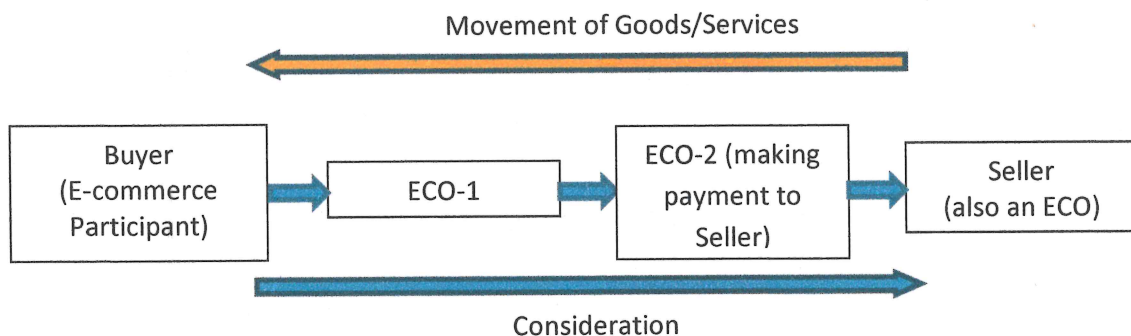 Movement of Goods/Services
Buyer
(E-commerce
Participant)
ECO-1
ECO-2 (making
payment to
Seller)
Seller
(also an ECO)
Consideration